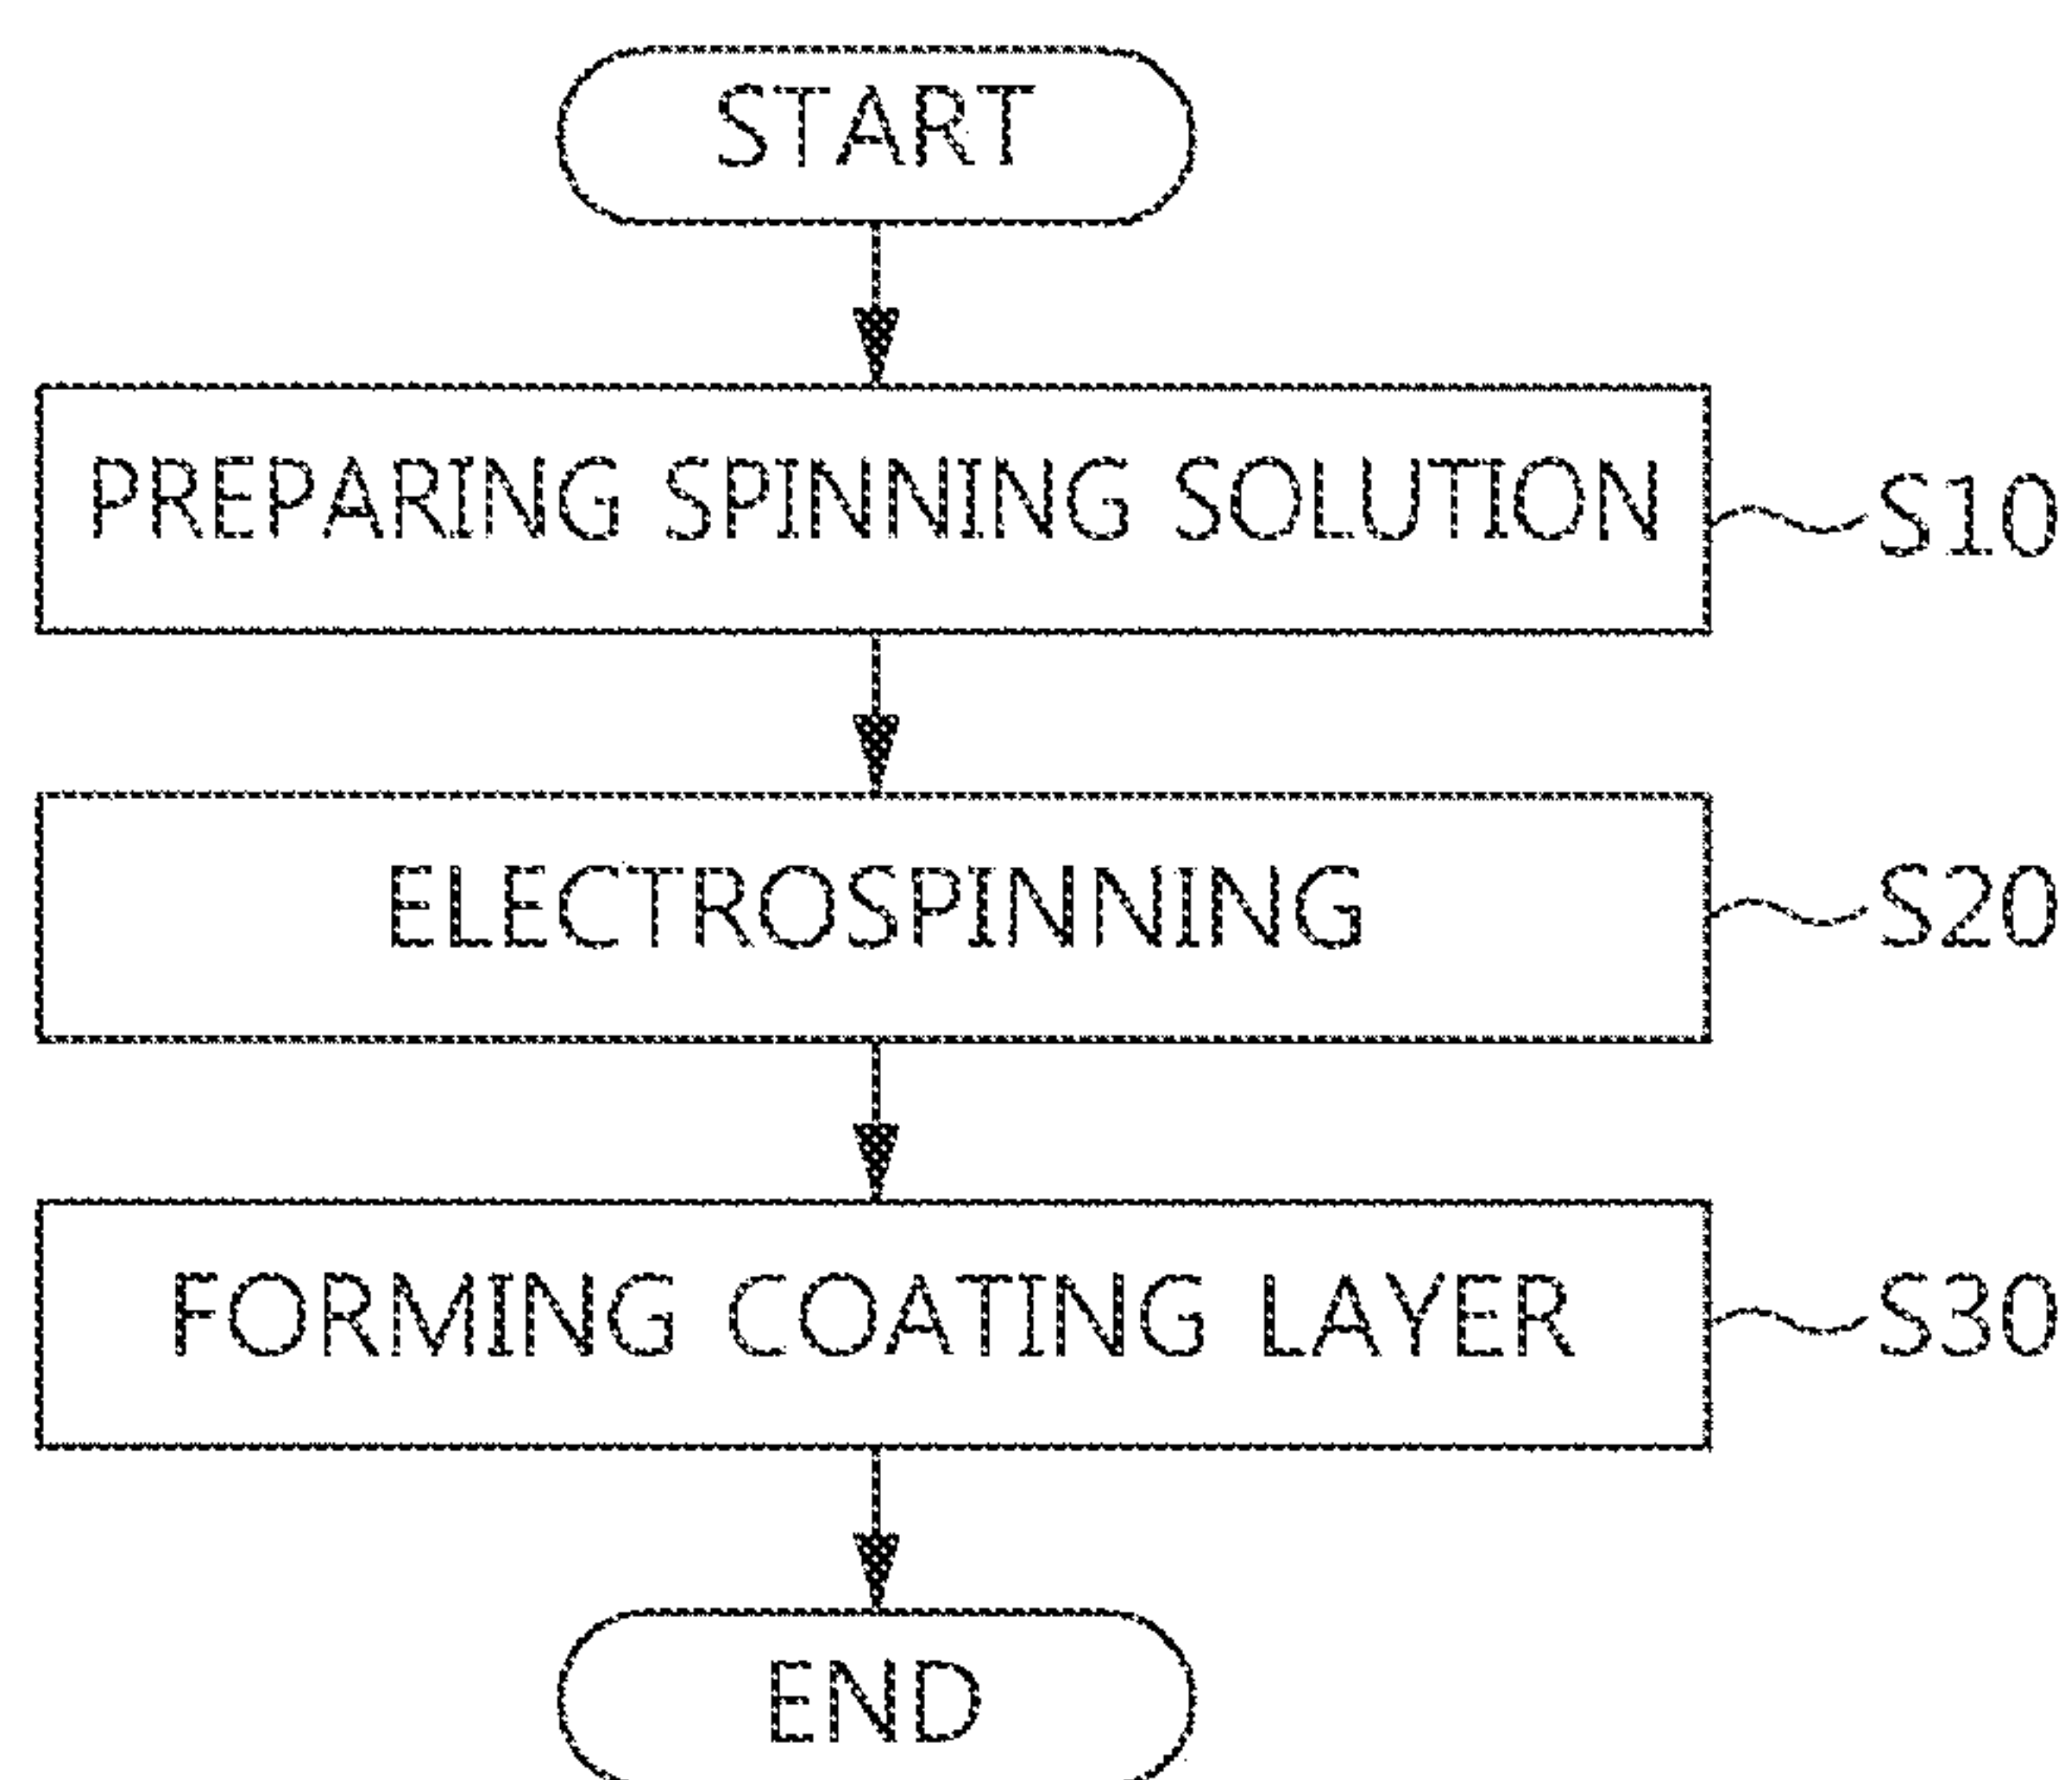 START
PREPARING SPINNING SOLUTION
S10
ELECTROSPINNING
S20
FORMING COATING LAYER
S30
END